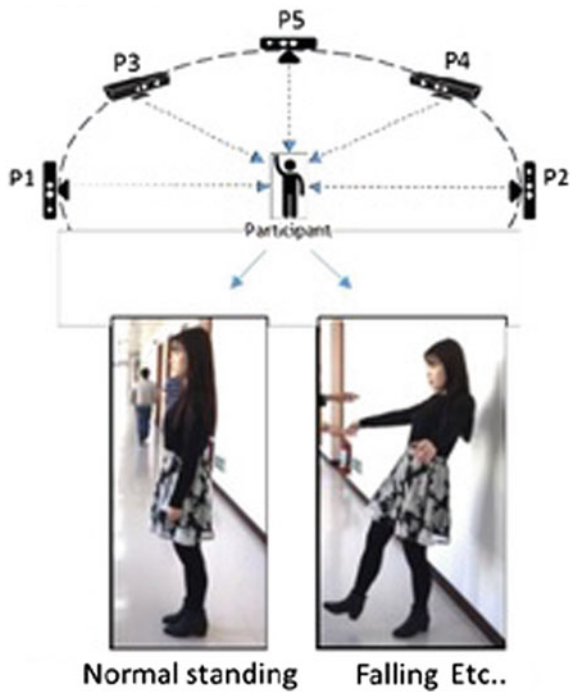 P5
P3
P4
P1
P2
Participant
Normal standing
Falling Etc..